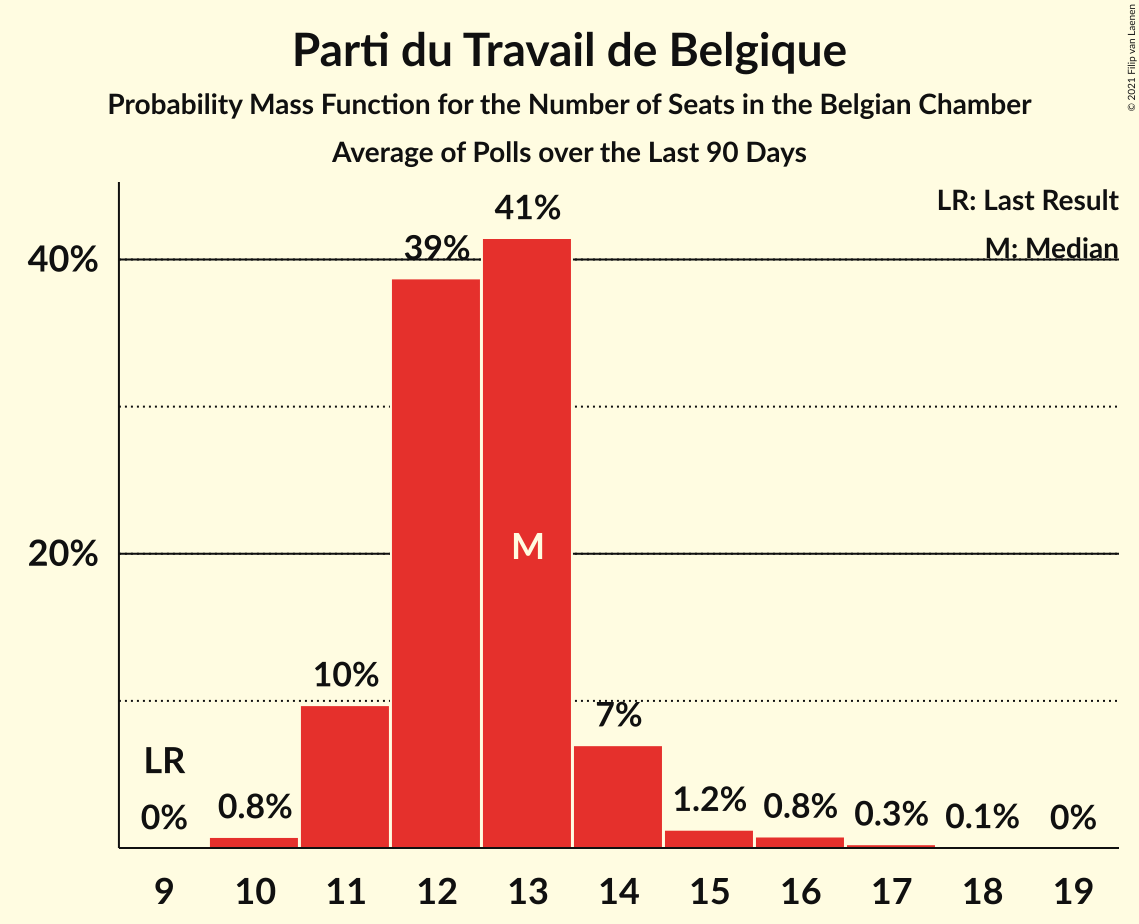 Parti du Travail de Belgique
Probability Mass Function for the Number of Seats in the Belgian Chamber
Average of Polls over the Last 90 Days
© 2021 Filip van Laenen
LR: Last Result
M: Median
41%
39%
40%
M
20%
10%
7%
LR
0%
0.8%
1.2%
0.8%
0.3%
0.1%
0%
9 10 11 12 13 14 15 16 17 18 19